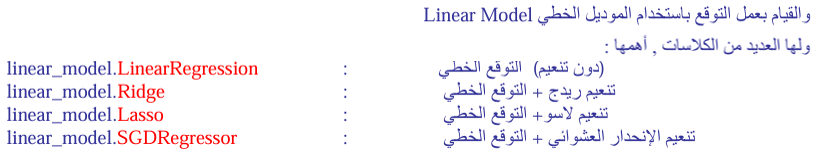 والقيام بعمل التوقع باستخدام الموديل الخطي Linear Model
ولها العديد من الكلاسات , أهمها :
linear_model.LinearRegression : التوقع الخطي (دون تنعيم)
linear_model.Ridge : التوقع الخطي + تنعيم ريدج
linear_model.Lasso : التوقع الخطي + تنعيم لاسو
linear_model.SGDRegressor : التوقع الخطي + تنعيم الإنحدار العشوائي